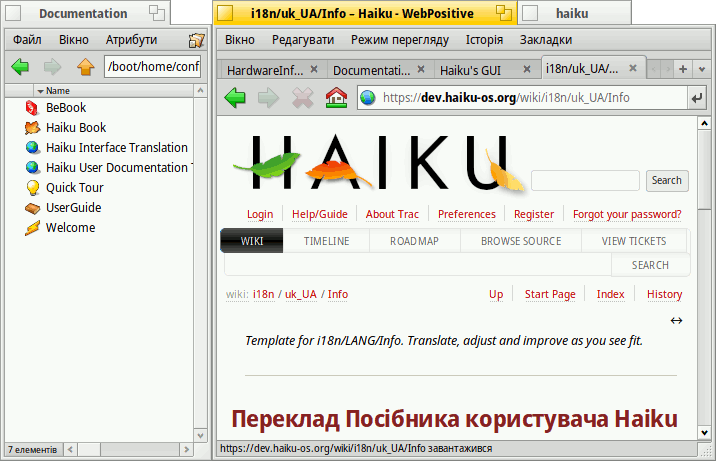 Documentation
Файл Вікно Атрибути
/boot/home/conf
Name
BeBook
Haiku Book
Haiku Interface Translation
Haiku User Documentation
Quick Tour
UserGuide
Welcome
7 елементів
i18n/uk_UA/Info – Haiku - WebPositive
haiku
Вікно Редагувати Режим перегляду Історія Закладки
HardwareInf... Documentati... Haiku's GUI i18n/uk_UA/...
https://dev.haiku-os.org/wiki/i18n/uk_UA/Info
HAIKU
Search
Login Help/Guide About Trac Preferences Register Forgot your password?
WIKI TIMELINE ROADMAP BROWSE SOURCE VIEW TICKETS
SEARCH
wiki: i18n / uk_UA / Info Up Start Page Index History
Template for i18n/LANG/Info. Translate, adjust and improve as you see fit.
Переклад Посібника користувача Haiku
https://dev.haiku-os.org/wiki/i18n/uk_UA/Info завантажився